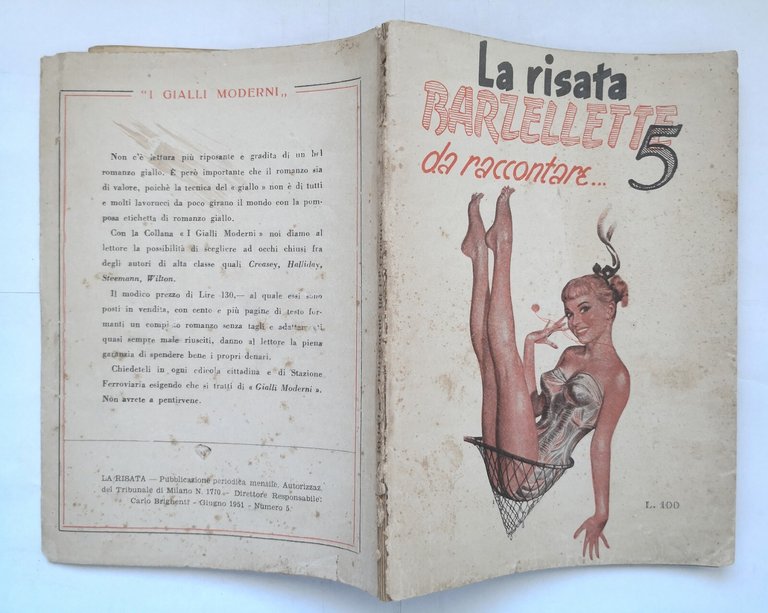 "I GIALLI MODERNI„
Non c'è lettura più riposante e gradita di un bel
romanzo giallo. È però importante che il romanzo sia
di valore, poichè la tecnica del «giallo» non è di tutti
e molti lavorucci da poco girano il mondo con la pom-
posa etichetta di romanzo giallo.
Con la Collana «I Gialli Moderni» noi diamo al
lettore la possibilità di scegliere ad occhi chiusi fra
degli autori di alta classe quali Creasey, Halliday,
Steemann, Wilton.
Il modico prezzo di Lire 130.— al quale essi sono
posti in vendita, con cento e più pagine di testo for-
manti un romanzo senza tagli e
quasi sempre male riusciti, danno al lettore la piena
garanzia di spendere bene i propri denari.
Chiedeteli in ogni edicola cittadina e di Stazione
Ferroviaria esigendo che si tratti di «Gialli Moderni».
Non avrete a pentirvene.
LA RISATA — Pubblicazione periodica mensile. Autorizzaz.
del Tribunale di Milano N. 1710 - Direttore Responsabile:
Carlo Brighenti - Giugno 1951 - Numero 5
La risata
BARZELLETTE
5
da raccontare...
L. 100